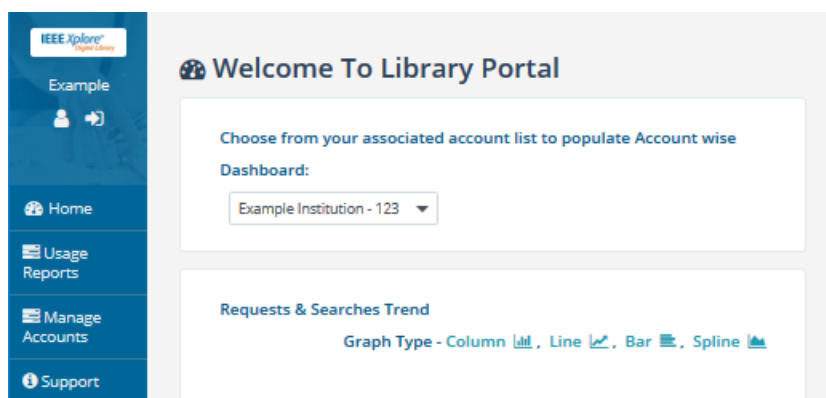 IEEE Xplore®
Digital Library
Example
Home
Usage
Reports
Manage
Accounts
Support
Welcome To Library Portal
Choose from your associated account list to populate Account wise
Dashboard:
Example Institution - 123
Requests & Searches Trend
Graph Type - Column , Line , Bar , Spline